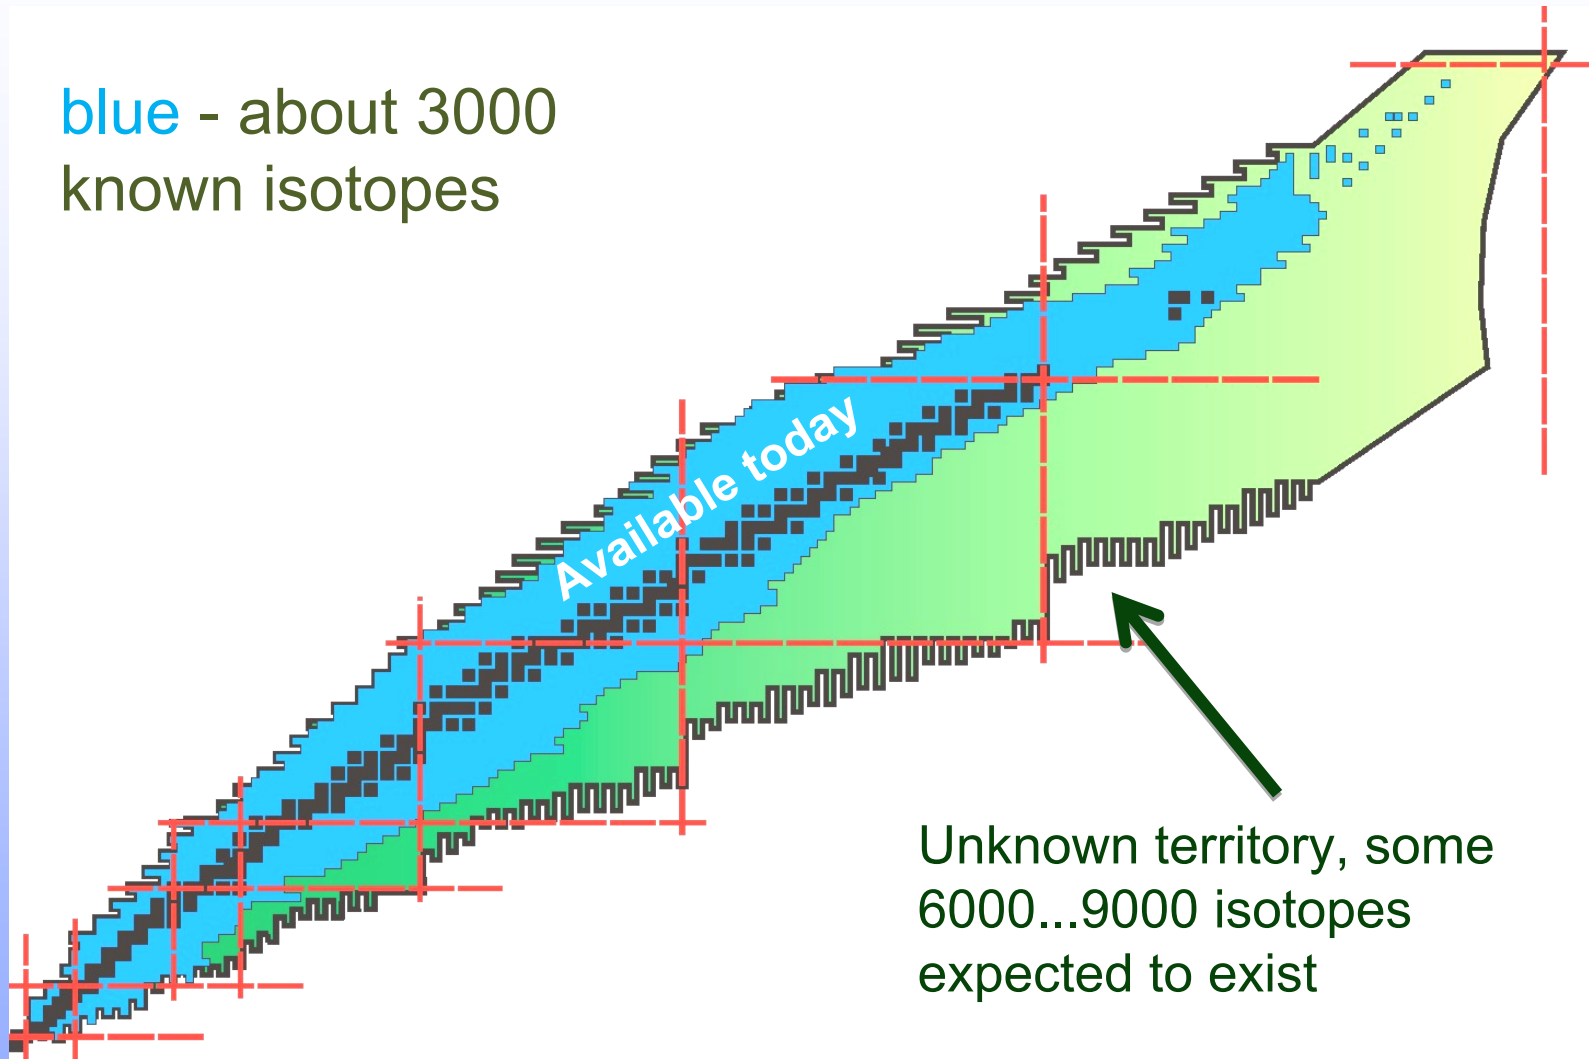 blue - about 3000
known isotopes
Available today
Unknown territory, some
6000...9000 isotopes
expected to exist